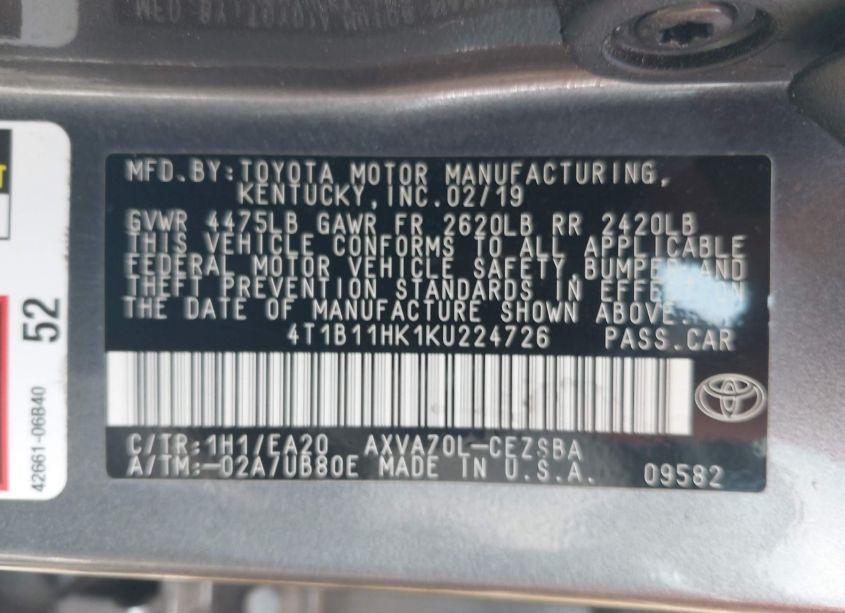 MFD.BY:TOYOTA MOTOR MANUFACTURING,
KENTUCKY,INC.02/19
GVWR 4475LB GAWR FR 2620LB RR 2420LB
THIS VEHICLE CONFORMS TO ALL APPLICABLE
FEDERAL MOTOR VEHICLE SAFETY,BUMPER,AND
THEFT PREVENTION STANDARDS IN EFFECT ON
THE DATE OF MANUFACTURE SHOWN ABOVE.
4T1B11HK1KU224726 PASS.CAR
C/TR:1H1/EA20 AXVA70L-CEZSBA
A/TM:-02A/UB80E MADE IN U.S.A. 09582
52
42661-06B40